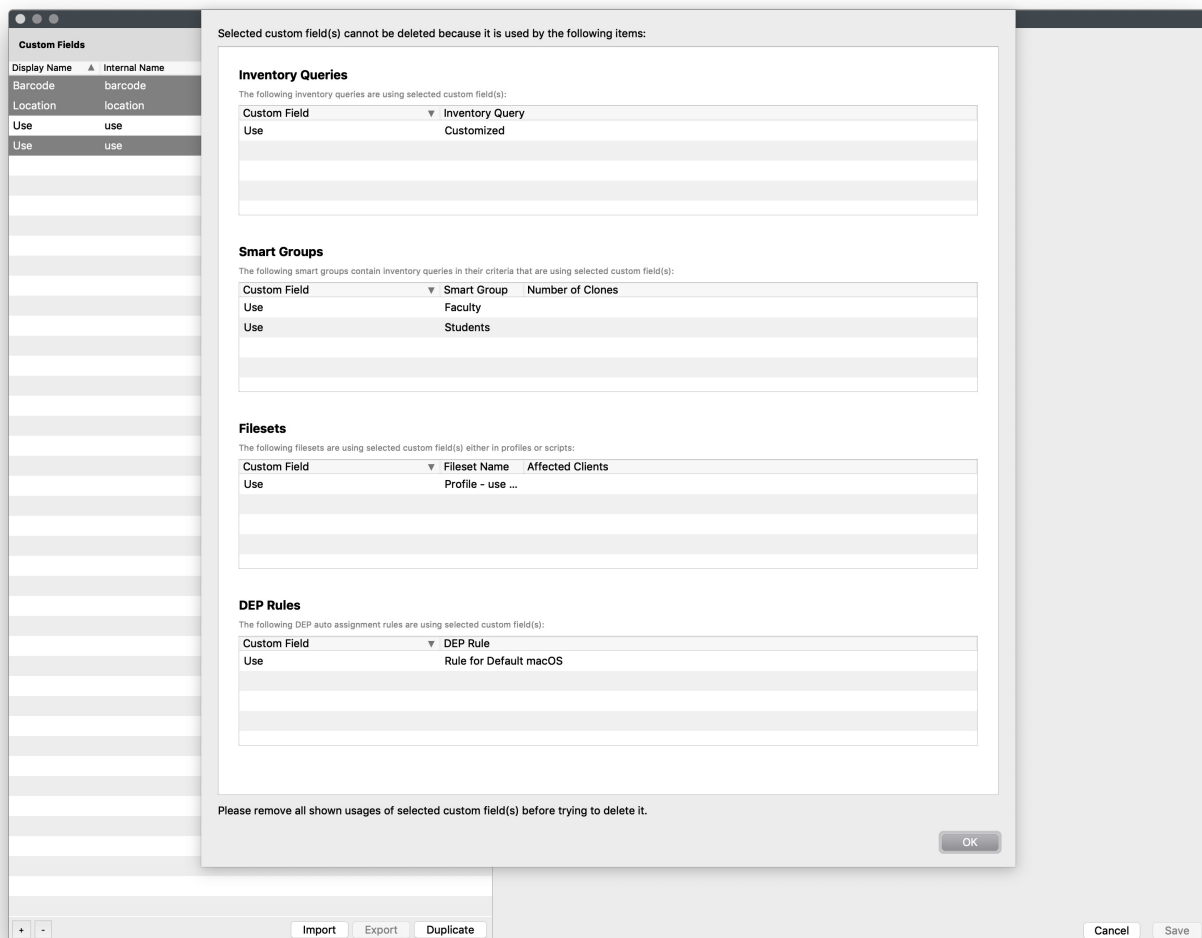 Custom Fields
Display Name ▲ Internal Name
Barcode barcode
Location location
Use use
Use use
Selected custom field(s) cannot be deleted because it is used by the following items:
Inventory Queries
The following inventory queries are using selected custom field(s):
Custom Field ▼ Inventory Query
Use Customized
Smart Groups
The following smart groups contain inventory queries in their criteria that are using selected custom field(s):
Custom Field ▼ Smart Group Number of Clones
Use Faculty
Use Students
Filesets
The following filesets are using selected custom field(s) either in profiles or scripts:
Custom Field ▼ Fileset Name Affected Clients
Use Profile - use ...
DEP Rules
The following DEP auto assignment rules are using selected custom field(s):
Custom Field ▼ DEP Rule
Use Rule for Default macOS
Please remove all shown usages of selected custom field(s) before trying to delete it.
OK
+ - Import Export Duplicate Cancel Save